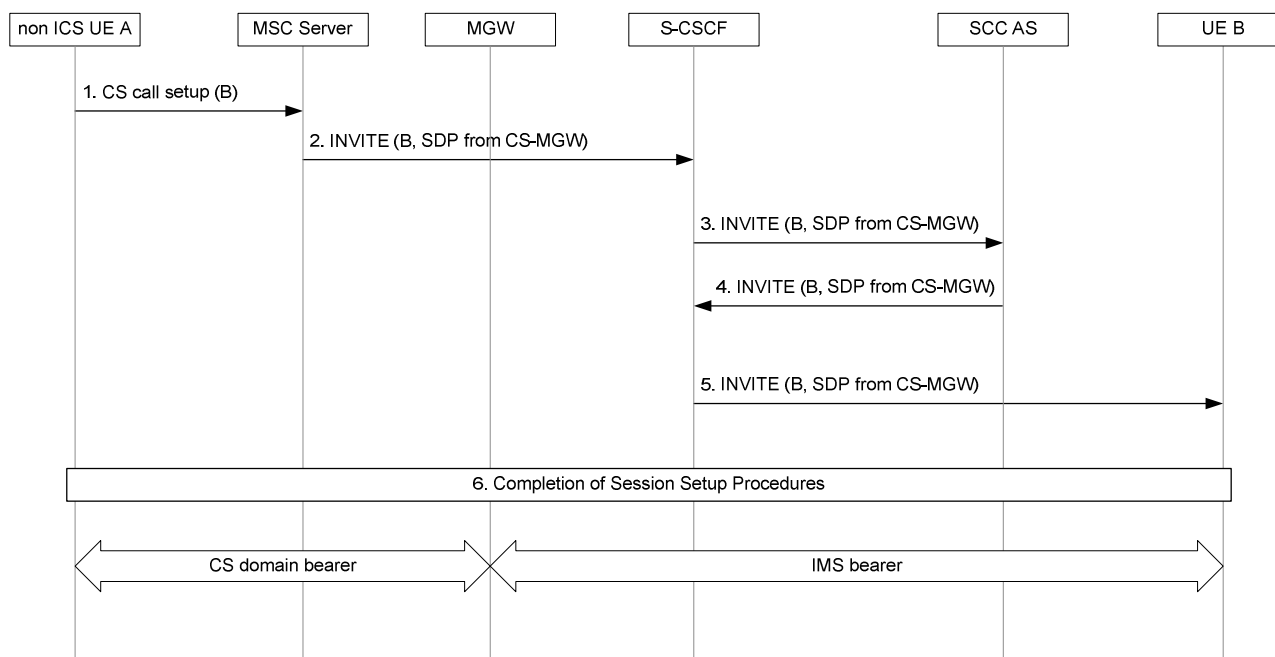 non ICS UE A
MSC Server
MGW
S-CSCF
SCC AS
UE B
1. CS call setup (B)
2. INVITE (B, SDP from CS-MGW)
3. INVITE (B, SDP from CS-MGW)
4. INVITE (B, SDP from CS-MGW)
5. INVITE (B, SDP from CS-MGW)
6. Completion of Session Setup Procedures
CS domain bearer
IMS bearer